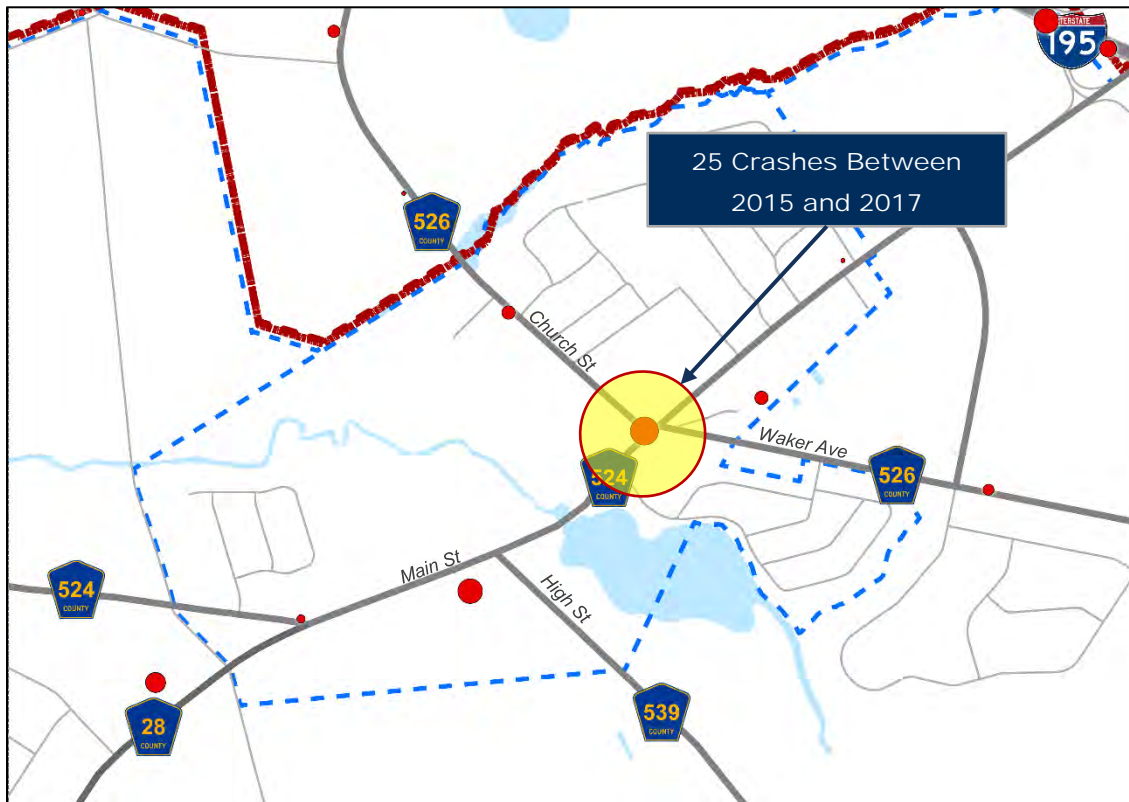 INTERSTATE
195
25 Crashes Between
2015 and 2017
526
COUNTY
Church St
Waker Ave
524
COUNTY
526
COUNTY
Main St
High St
524
COUNTY
539
COUNTY
28
COUNTY